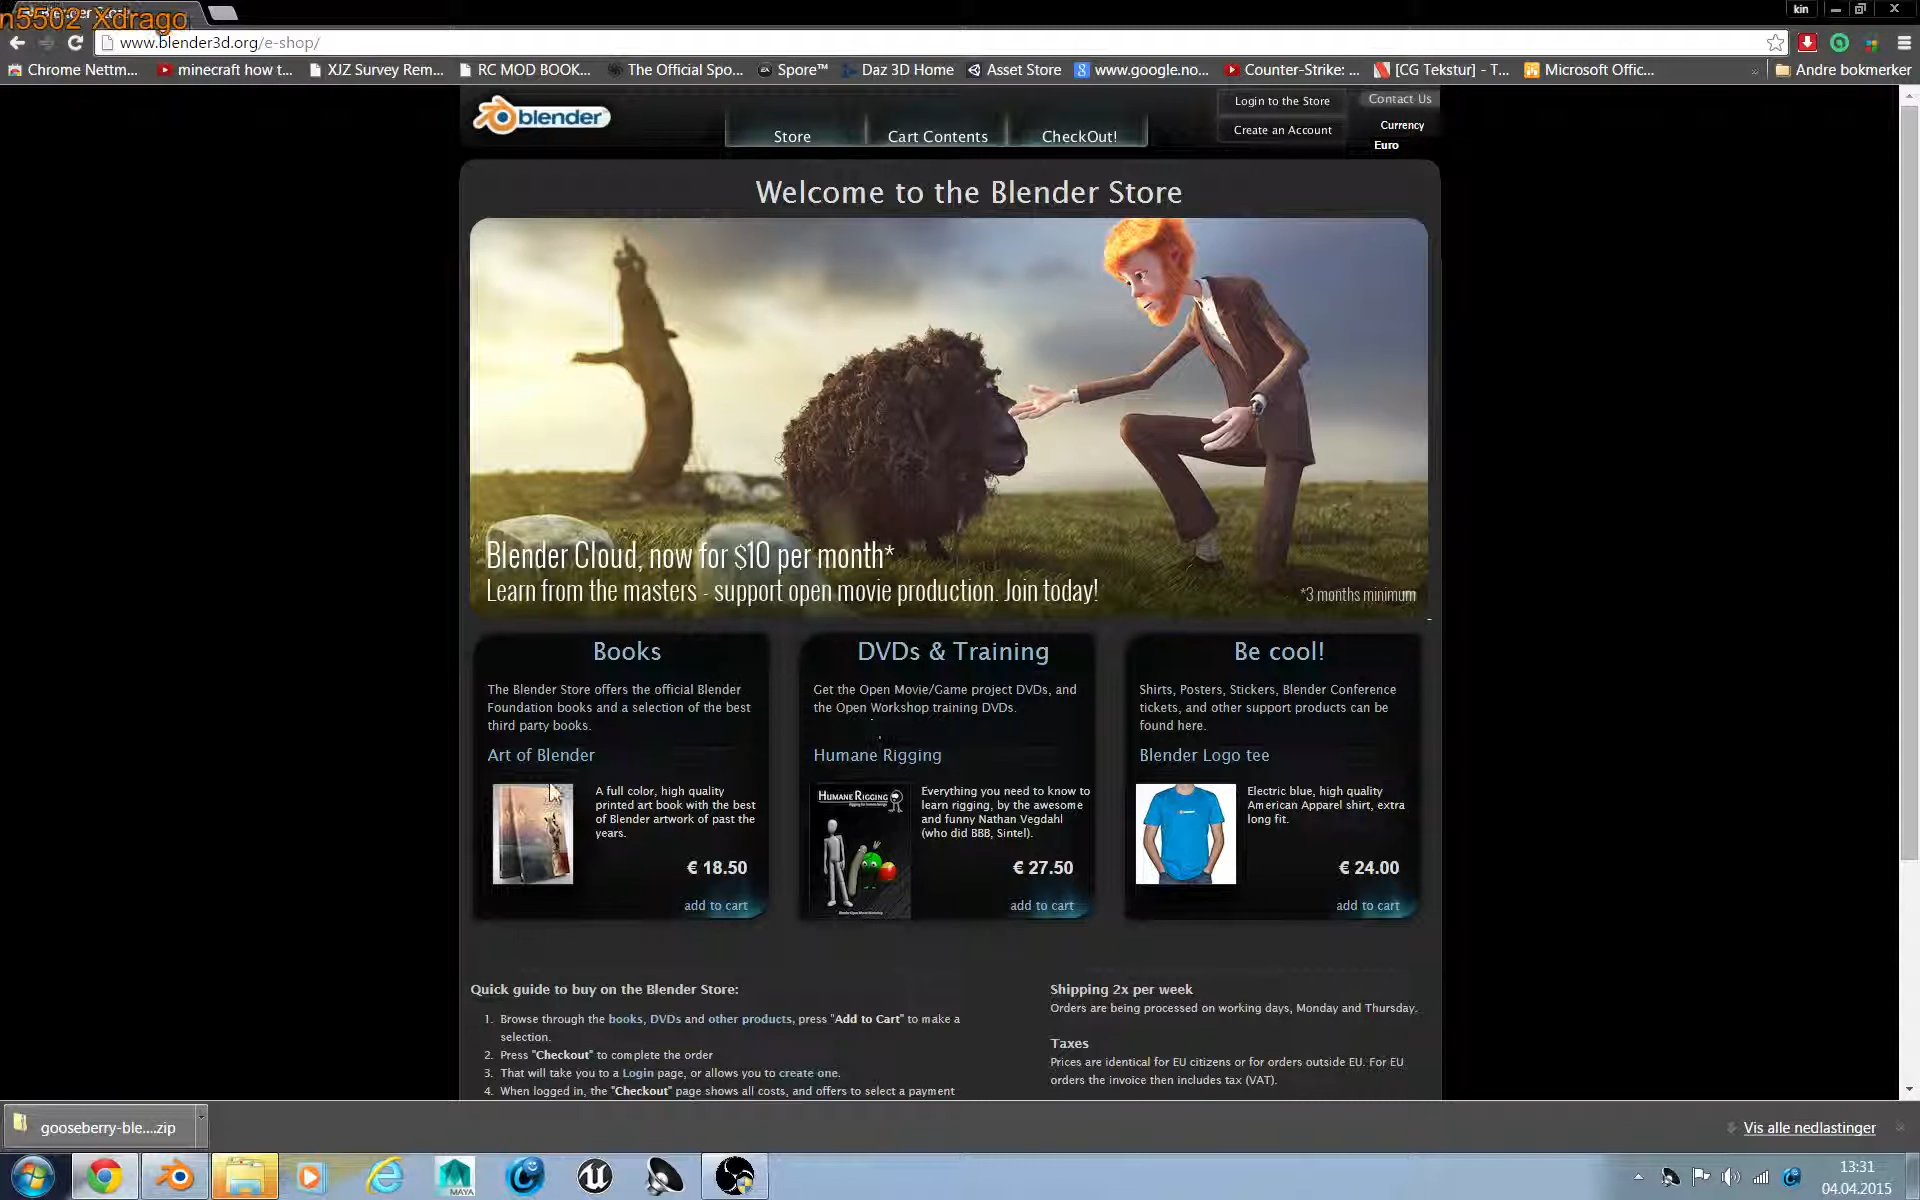 n5502 Xdrago
kin
www.blender3d.org/e-shop/
Chrome Nettm...
minecraft how t...
XJZ Survey Rem...
RC MOD BOOK...
The Official Spo...
Spore™
Daz 3D Home
Asset Store
www.google.no...
Counter-Strike: ...
[CG Tekstur] - T...
Microsoft Offic...
Andre bokmerker
blender
Store
Cart Contents
CheckOut!
Login to the Store
Create an Account
Contact Us
Currency
Euro
Welcome to the Blender Store
Blender Cloud, now for $10 per month*
Learn from the masters - support open movie production. Join today!
*3 months minimum
Books
The Blender Store offers the official Blender
Foundation books and a selection of the best
third party books.
Art of Blender
A full color, high quality
printed art book with the best
of Blender artwork of past the
years.
€ 18.50
add to cart
DVDs & Training
Get the Open Movie/Game project DVDs, and
the Open Workshop training DVDs.
Humane Rigging
HUMANE RIGGING
Everything you need to know to
learn rigging, by the awesome
and funny Nathan Vegdahl
(who did BBB, Sintel).
€ 27.50
add to cart
Be cool!
Shirts, Posters, Stickers, Blender Conference
tickets, and other support products can be
found here.
Blender Logo tee
Electric blue, high quality
American Apparel shirt, extra
long fit.
€ 24.00
add to cart
Quick guide to buy on the Blender Store:
1. Browse through the books, DVDs and other products, press "Add to Cart" to make a
selection.
2. Press "Checkout" to complete the order
3. That will take you to a Login page, or allows you to create one.
4. When logged in, the "Checkout" page shows all costs, and offers to select a payment
Shipping 2x per week
Orders are being processed on working days, Monday and Thursday.
Taxes
Prices are identical for EU citizens or for orders outside EU. For EU
orders the invoice then includes tax (VAT).
gooseberry-ble....zip
Vis alle nedlastinger
MAYA
13:31
04.04.2015